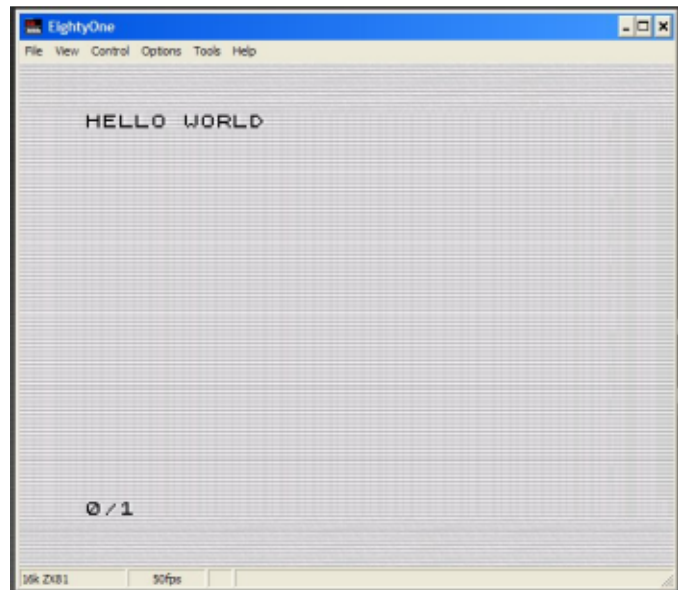 EightyOne
File View Control Options Tools Help
HELLO WORLD
0/1
16k ZX81 50fps